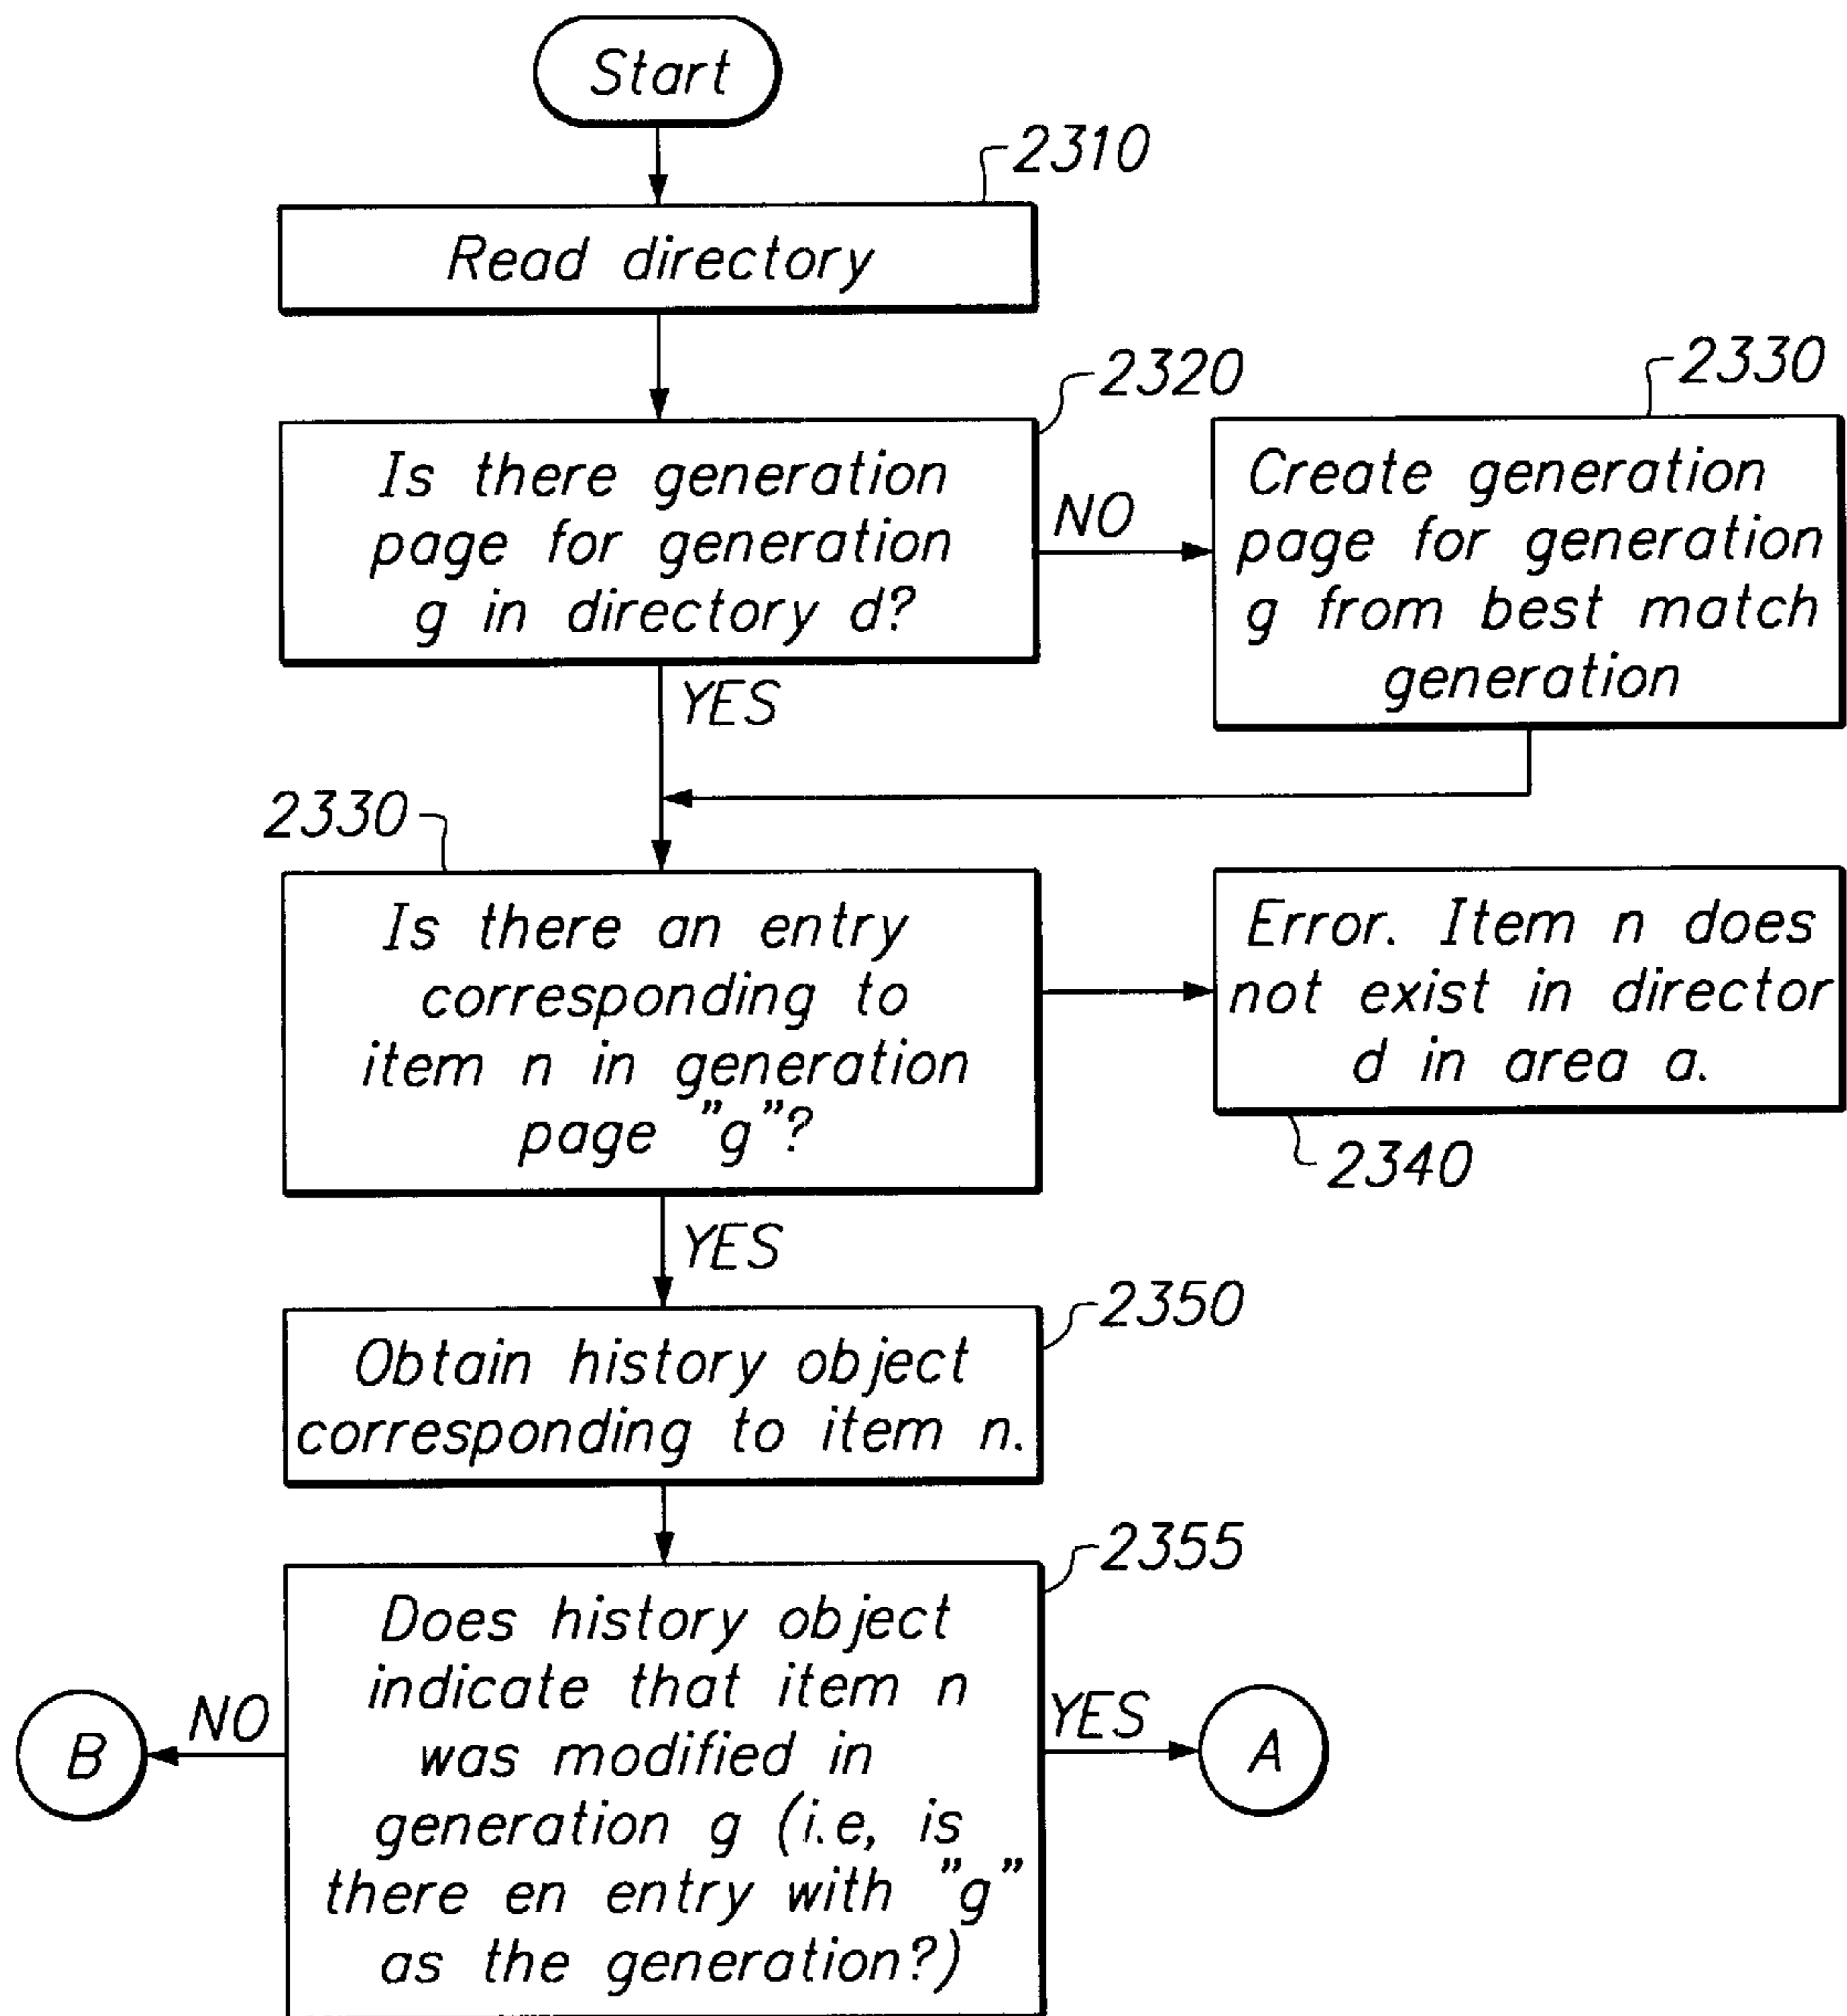 Start
2310
Read directory
2320
Is there generation
page for generation
g in directory d?
NO
2330
Create generation
page for generation
g from best match
generation
YES
2330
Is there an entry
corresponding to
item n in generation
page "g"?
Error. Item n does
not exist in director
d in area a.
2340
YES
2350
Obtain history object
corresponding to item n.
2355
Does history object
indicate that item n
was modified in
generation g (i.e, is
there en entry with "g"
as the generation?)
NO
B
YES
A